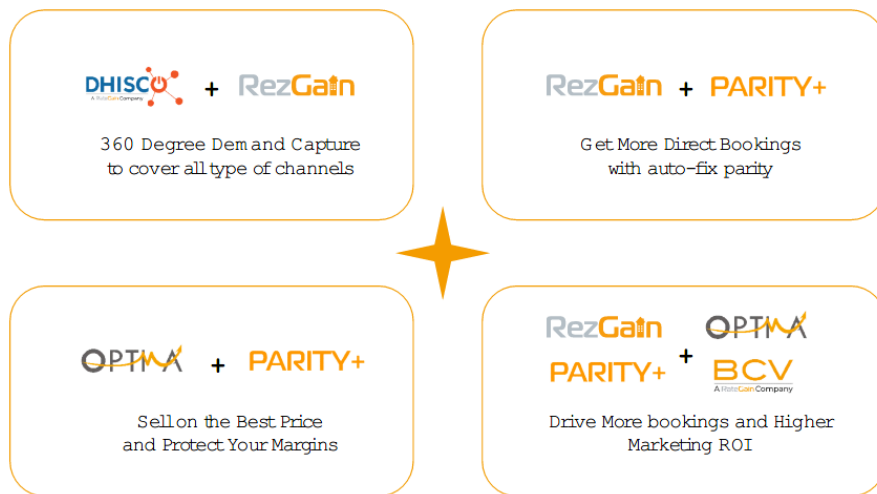 DHISCO + RezGain
A RateGain Company
360 Degree Demand Capture
to cover all type of channels
RezGain + PARITY+
Get More Direct Bookings
with auto-fix parity
OPTIMA + PARITY+
Sell on the Best Price
and Protect Your Margins
RezGain OPTIMA
+
PARITY+ BCV
A RateGain Company
Drive More bookings and Higher
Marketing ROI